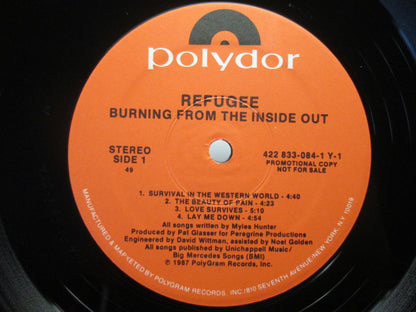 polydor
REFUGEE
BURNING FROM THE INSIDE OUT
STEREO
SIDE 1
49
422 833-084-1 Y-1
PROMOTIONAL COPY
NOT FOR SALE
1. SURVIVAL IN THE WESTERN WORLD - 4:40
2. THE BEAUTY OF PAIN - 4:23
3. LOVE SURVIVES - 5:10
4. LAY ME DOWN - 4:54
All songs written by Myles Hunter
Produced by Pat Glasser for Peregrine Productions
Engineered by David Wittman, assisted by Noel Golden
All songs published by Unichappell Music/
Big Mercedes Songs (BMI)
℗ 1987 PolyGram Records, Inc.
MANUFACTURED & MARKETED BY POLYGRAM RECORDS, INC./810 SEVENTH AVENUE/NEW YORK, N.Y. 10019